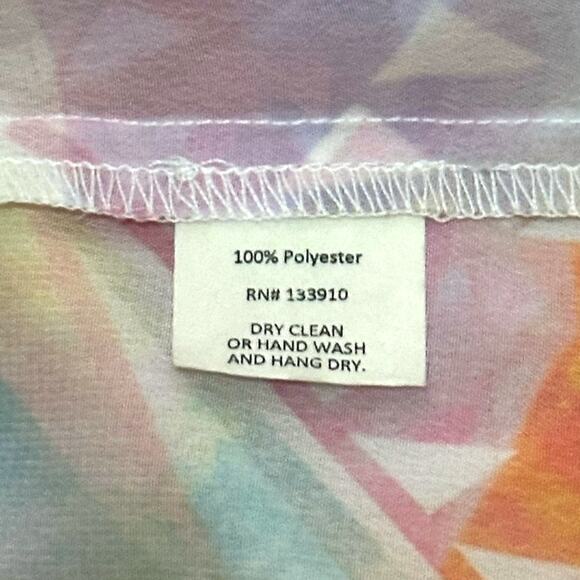 100% Polyester
RN# 133910
DRY CLEAN
OR HAND WASH
AND HANG DRY.